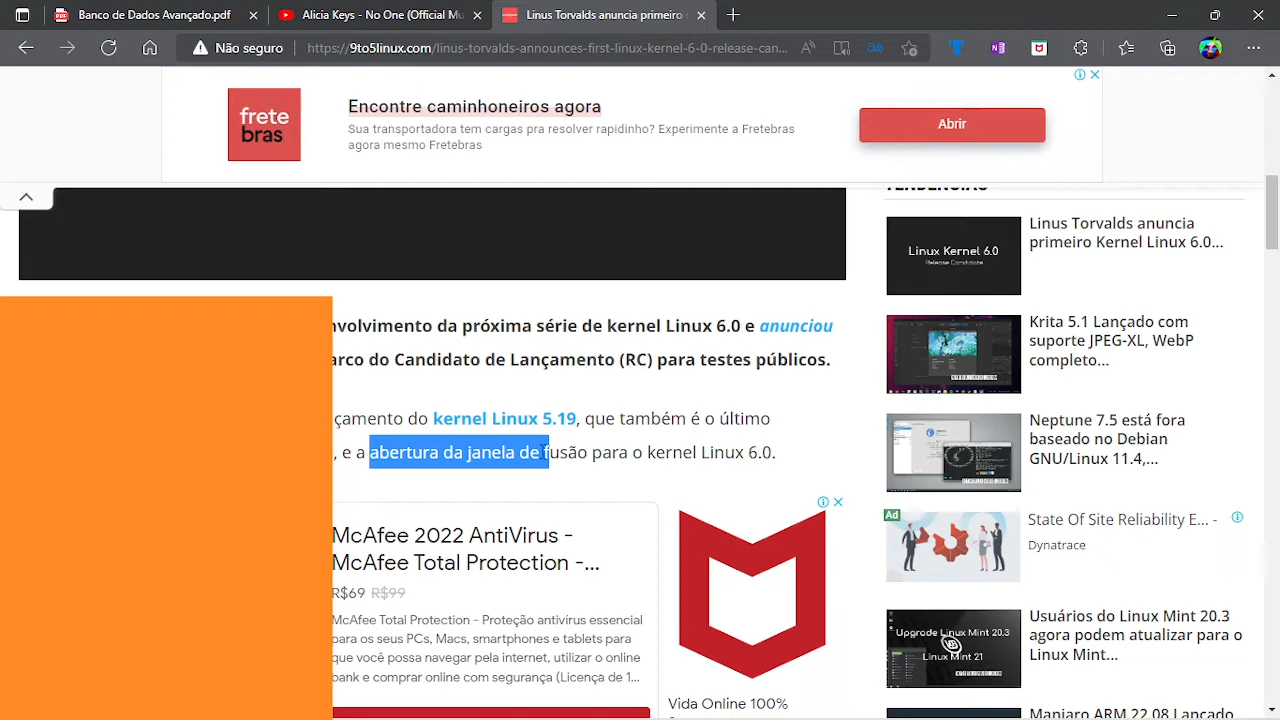 Banco de Dados Avançado.pdf
Alicia Keys - No One (Official Mu
Linus Torvalds anuncia primeiro
Não seguro
https://9to5linux.com/linus-torvalds-announces-first-linux-kernel-6-0-release-can...
frete
bras
Encontre caminhoneiros agora
Sua transportadora tem cargas pra resolver rapidinho? Experimente a Fretebras
agora mesmo Fretebras
Abrir
TENDÊNCIAS
Linux Kernel 6.0
Release Candidate
Linus Torvalds anuncia
primeiro Kernel Linux 6.0...
nvolvimento da próxima série de kernel Linux 6.0 e anunciou
arco do Candidato de Lançamento (RC) para testes públicos.
çamento do kernel Linux 5.19, que também é o último
, e a abertura da janela de fusão para o kernel Linux 6.0.
Krita 5.1 Lançado com
suporte JPEG-XL, WebP
completo...
Neptune 7.5 está fora
baseado no Debian
GNU/Linux 11.4,...
McAfee 2022 AntiVirus -
McAfee Total Protection -...
R$69 R$99
McAfee Total Protection - Proteção antivirus essencial
para os seus PCs, Macs, smartphones e tablets para
que você possa navegar pela internet, utilizar o online
banking e comprar online com segurança (Licença de 1...
Vida Online 100%
Ad
State Of Site Reliability E... -
Dynatrace
Upgrade Linux Mint 20.3
Linux Mint 21
Usuários do Linux Mint 20.3
agora podem atualizar para o
Linux Mint...
Manjaro ARM 22.08 Lançado